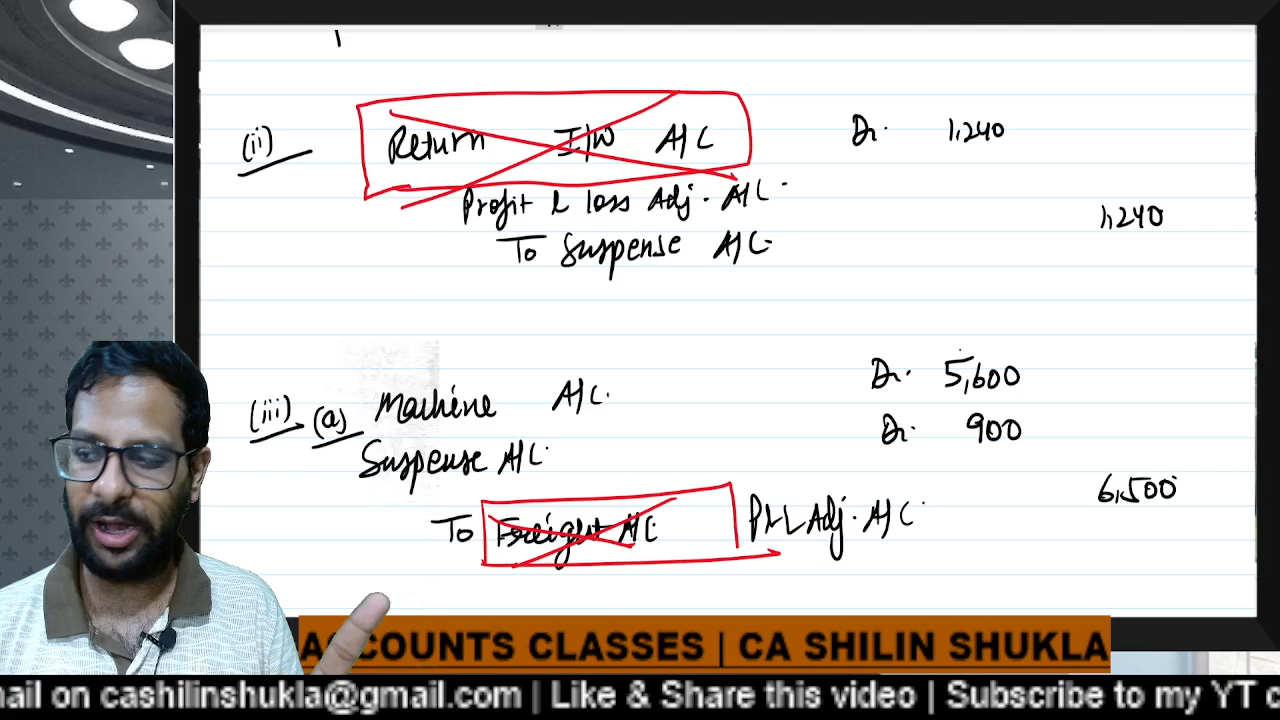 (ii) Return I/W A/C Dr. 1,240
Profit & loss Adj. A/C.
To Suspense A/C. 1,240
(iii) (a) Machine A/C. Dr. 5,600
Suspense A/C. Dr. 900
To Freight A/C. P&L Adj. A/C. 6,500
ACCOUNTS CLASSES | CA SHILIN SHUKLA
mail on cashilinshukla@gmail.com | Like & Share this video | Subscribe to my YT c